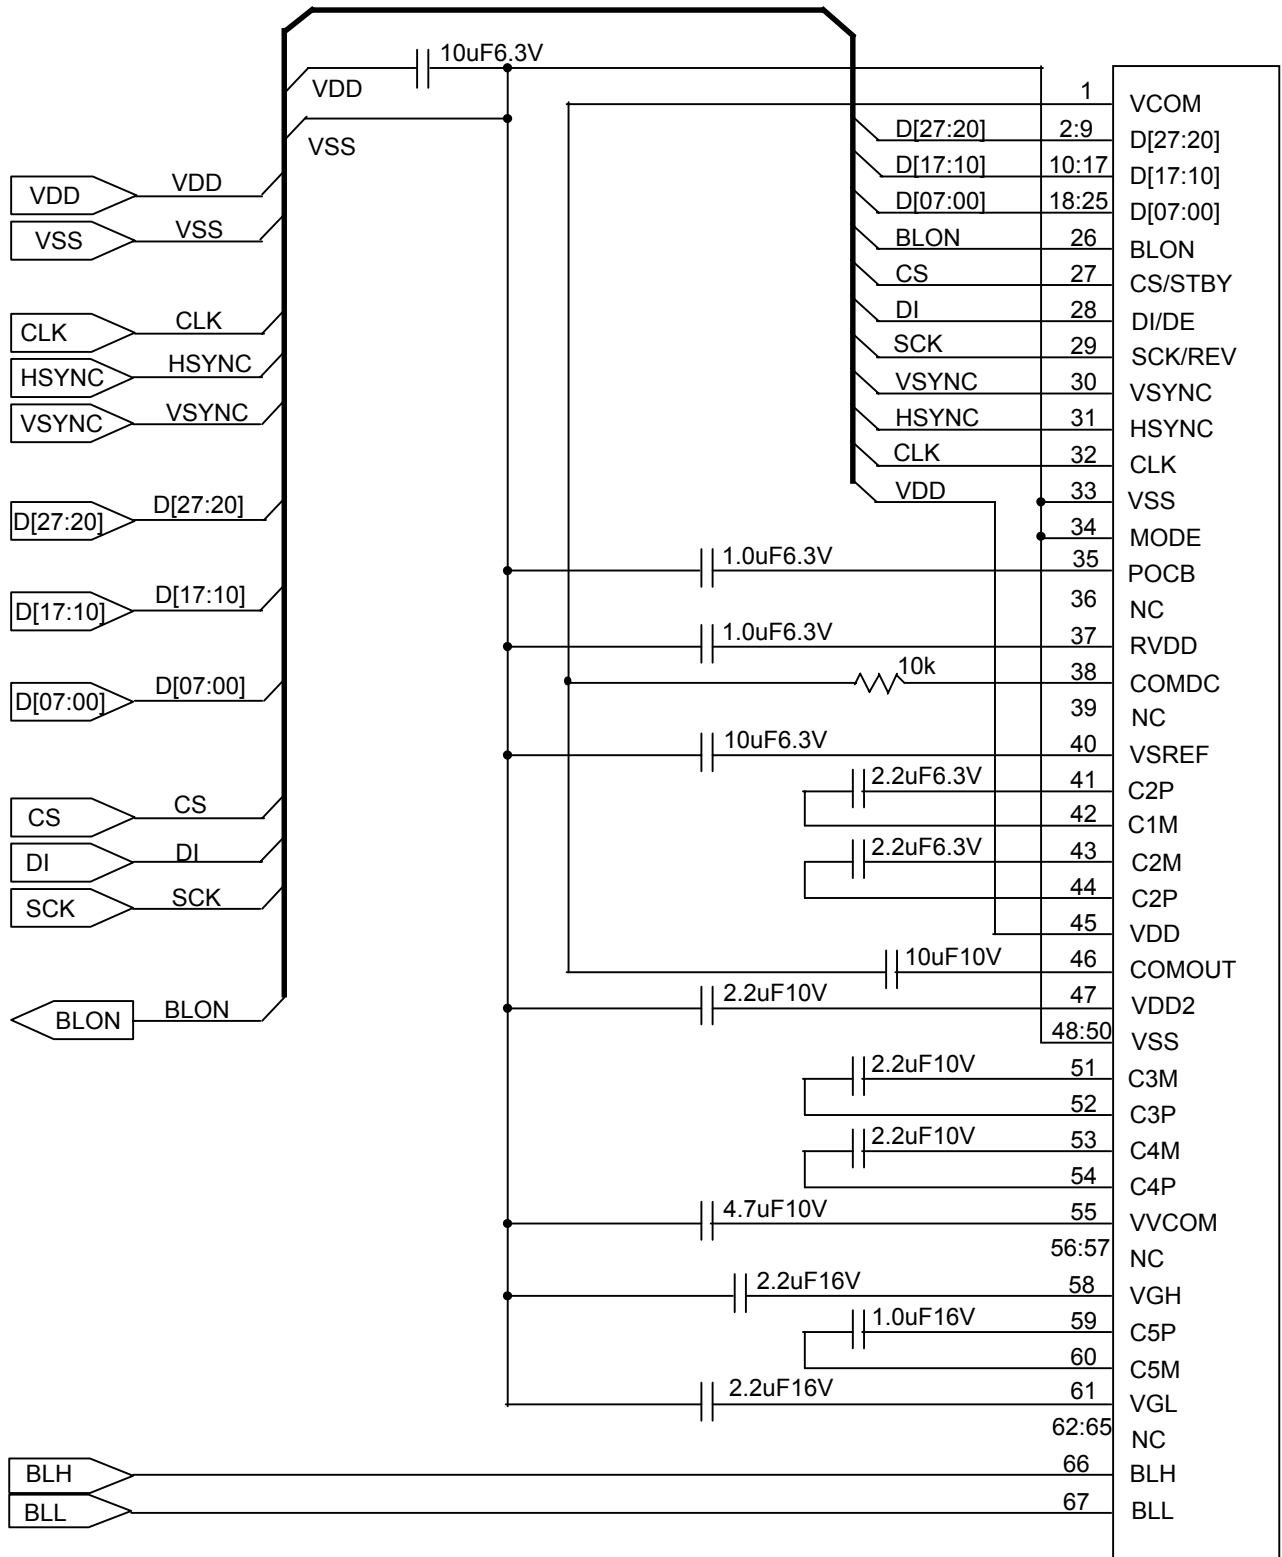 10uF6.3V
VDD
VSS
VDD VDD
VSS VSS
CLK CLK
HSYNC HSYNC
VSYNC VSYNC
D[27:20] D[27:20]
D[17:10] D[17:10]
D[07:00] D[07:00]
CS CS
DI DI
SCK SCK
BLON BLON
1 VCOM
D[27:20] 2:9 D[27:20]
D[17:10] 10:17 D[17:10]
D[07:00] 18:25 D[07:00]
BLON 26 BLON
CS 27 CS/STBY
DI 28 DI/DE
SCK 29 SCK/REV
VSYNC 30 VSYNC
HSYNC 31 HSYNC
CLK 32 CLK
VDD 33 VSS
34 MODE
1.0uF6.3V 35 POCB
36 NC
1.0uF6.3V 37 RVDD
10k 38 COMDC
39 NC
10uF6.3V 40 VSREF
2.2uF6.3V 41 C2P
42 C1M
2.2uF6.3V 43 C2M
44 C2P
45 VDD
10uF10V 46 COMOUT
2.2uF10V 47 VDD2
48:50 VSS
2.2uF10V 51 C3M
52 C3P
2.2uF10V 53 C4M
54 C4P
4.7uF10V 55 VVCOM
56:57 NC
2.2uF16V 58 VGH
1.0uF16V 59 C5P
60 C5M
2.2uF16V 61 VGL
62:65 NC
BLH 66 BLH
BLL 67 BLL